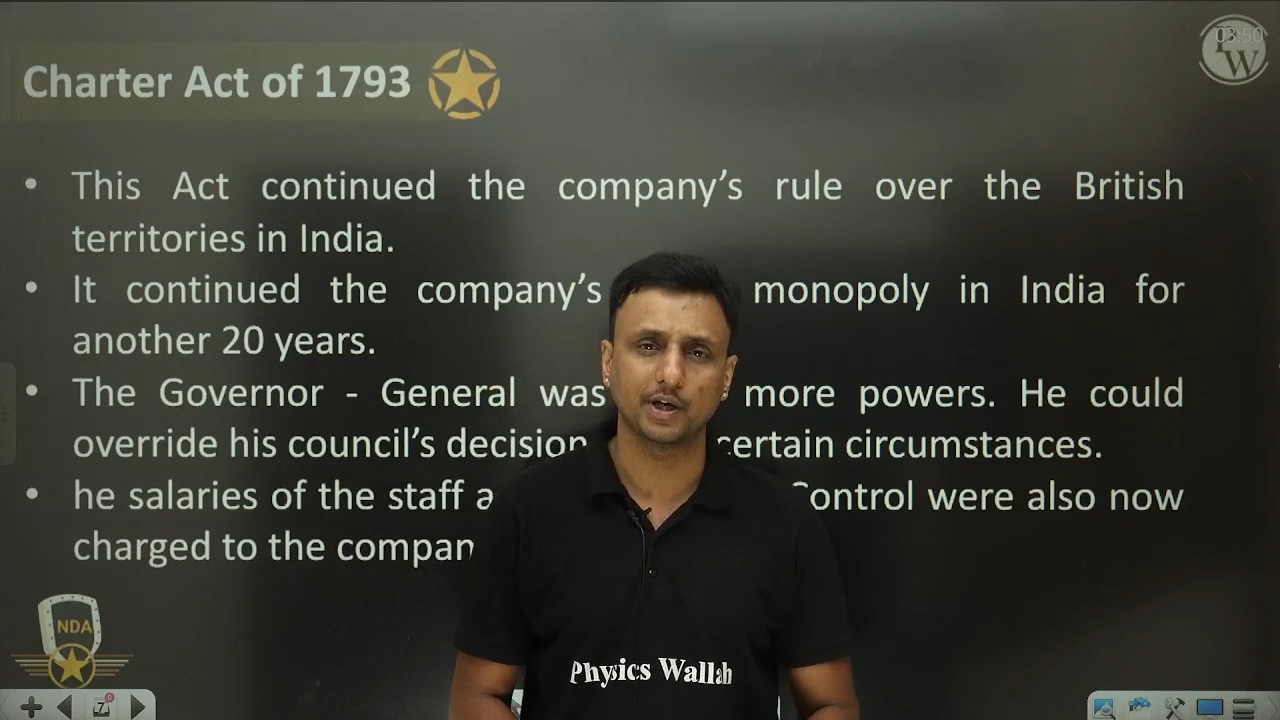 Charter Act of 1793
03:50
PW
• This Act continued the company’s rule over the British
territories in India.
• It continued the company’s monopoly in India for
another 20 years.
• The Governor - General was more powers. He could
override his council’s decision certain circumstances.
• he salaries of the staff a Control were also now
charged to the compan
NDA
Physics Wallah